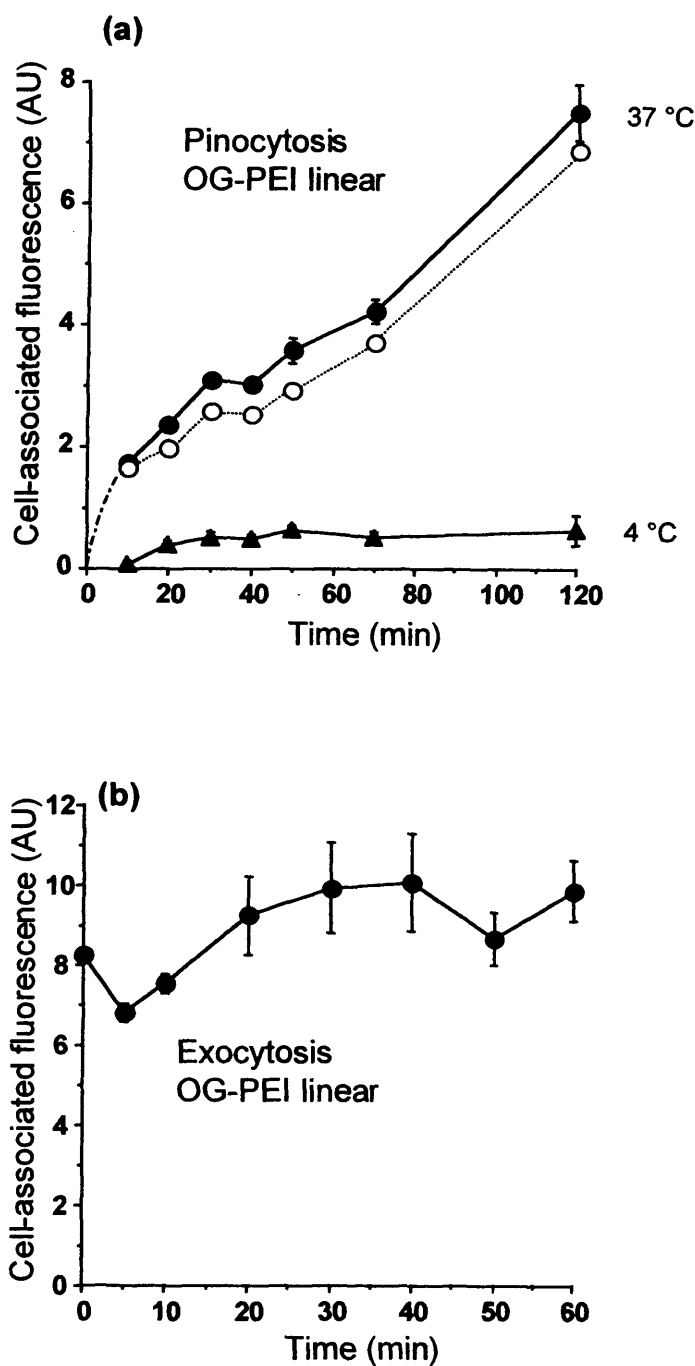 (a)
8
6
4
2
0
Cell-associated fluorescence (AU)
Pinocytosis
OG-PEI linear
37 °C
4 °C
0 20 40 60 80 100 120
Time (min)
(b)
12
10
8
6
4
2
0
Cell-associated fluorescence (AU)
Exocytosis
OG-PEI linear
0 10 20 30 40 50 60
Time (min)